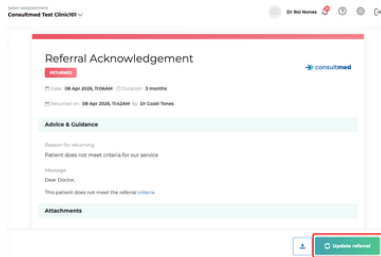 Select establishment
Consultmed Test Clinic101
Dr Roi Nones
Referral Acknowledgement
consultmed
RETURNED
Date: 08 Apr 2026, 11:08AM Duration: 3 months
Returned on: 08 Apr 2026, 11:42AM by Dr Cozol Tones
Advice & Guidance
Reason for returning
Patient does not meet criteria for our service
Message
Dear Doctor,
This patient does not meet the referral criteria.
Attachments
Update referral